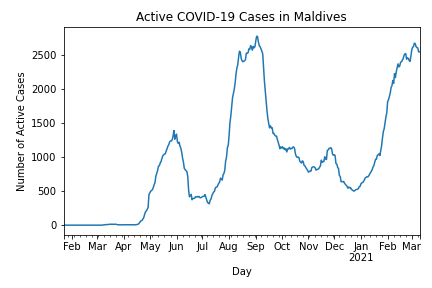 Active COVID-19 Cases in Maldives
Number of Active Cases
2500
2000
1500
1000
500
0
Feb Mar Apr May Jun Jul Aug Sep Oct Nov Dec Jan Feb Mar
2021
Day